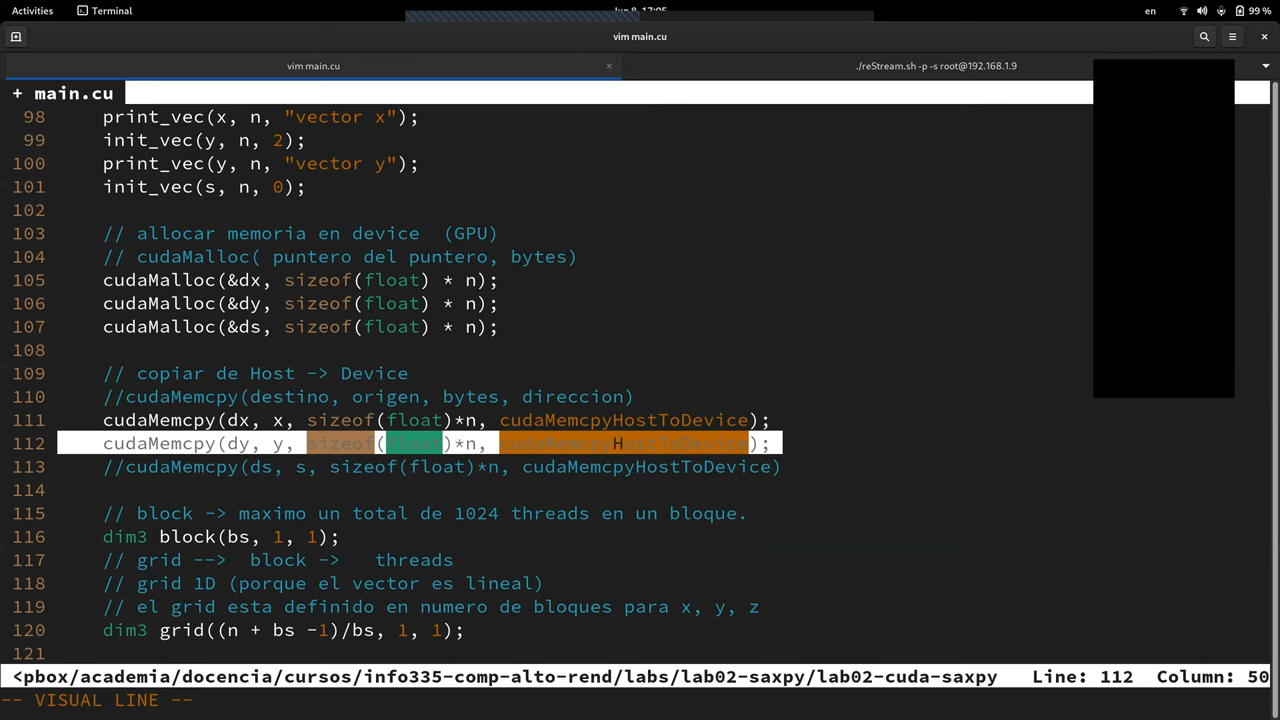 Activities
Terminal
en
99 %
vim main.cu
vim main.cu
./reStream.sh -p -s root@192.168.1.9
+ main.cu
98 print_vec(x, n, "vector x");
99 init_vec(y, n, 2);
100 print_vec(y, n, "vector y");
101 init_vec(s, n, 0);
102
103 // allocar memoria en device  (GPU)
104 // cudaMalloc( puntero del puntero, bytes)
105 cudaMalloc(&dx, sizeof(float) * n);
106 cudaMalloc(&dy, sizeof(float) * n);
107 cudaMalloc(&ds, sizeof(float) * n);
108
109 // copiar de Host -> Device
110 //cudaMemcpy(destino, origen, bytes, direccion)
111 cudaMemcpy(dx, x, sizeof(float)*n, cudaMemcpyHostToDevice);
112 cudaMemcpy(dy, y, sizeof(float)*n, cudaMemcpyHostToDevice);
113 //cudaMemcpy(ds, s, sizeof(float)*n, cudaMemcpyHostToDevice)
114
115 // block -> maximo un total de 1024 threads en un bloque.
116 dim3 block(bs, 1, 1);
117 // grid --> block ->   threads
118 // grid 1D (porque el vector es lineal)
119 // el grid esta definido en numero de bloques para x, y, z
120 dim3 grid((n + bs -1)/bs, 1, 1);
121
<pbox/academia/docencia/cursos/info335-comp-alto-rend/labs/lab02-saxpy/lab02-cuda-saxpy Line: 112 Column: 50
-- VISUAL LINE --